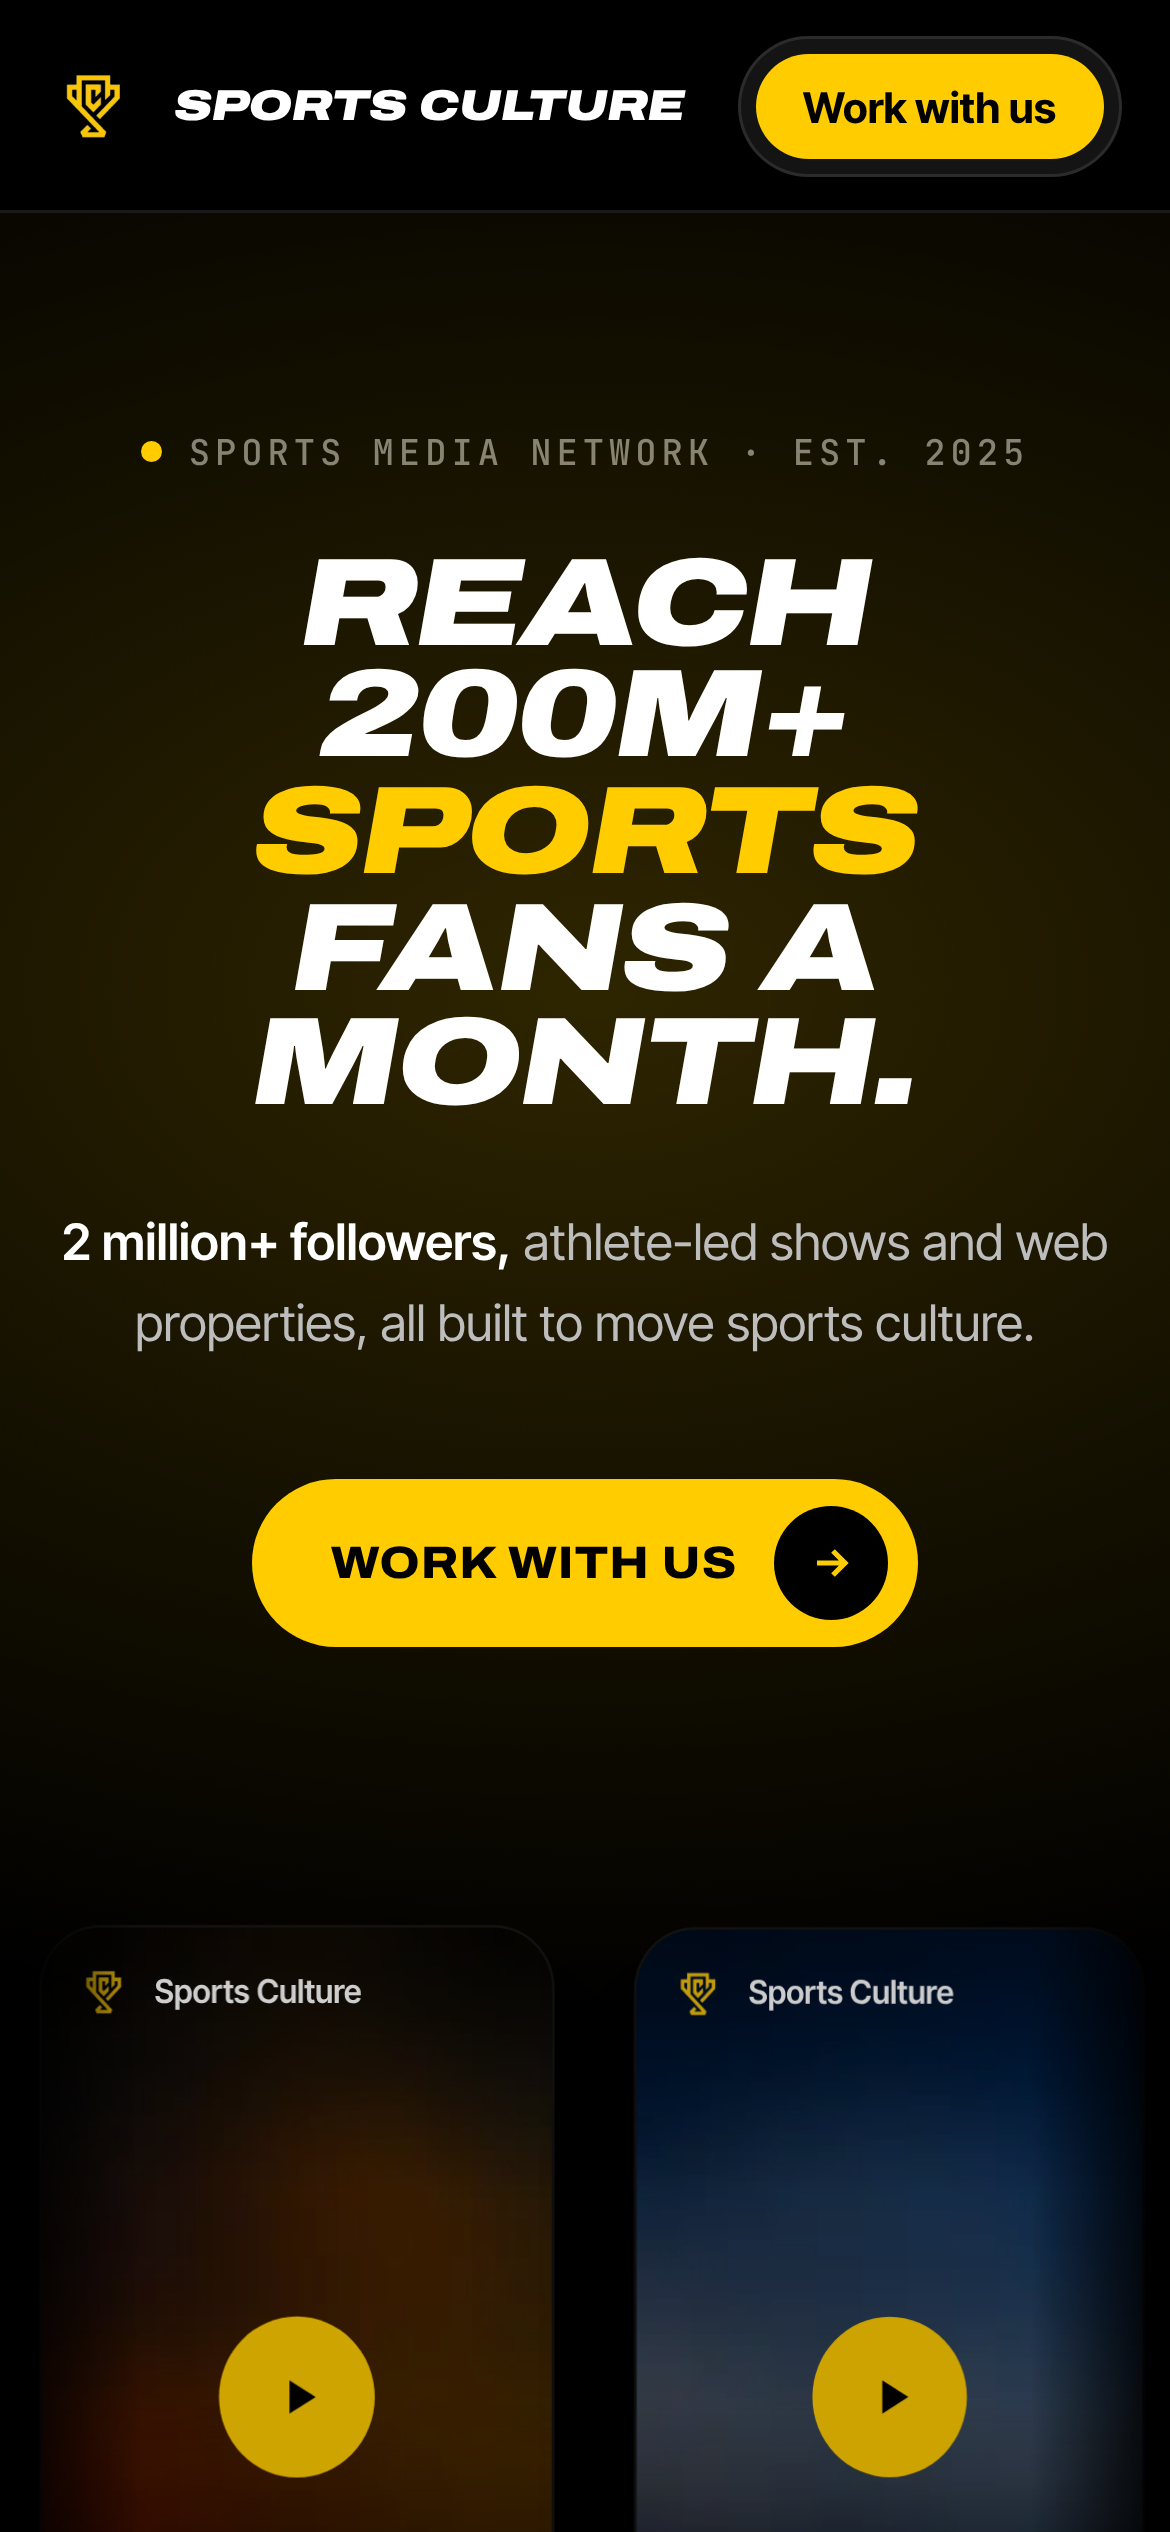 SPORTS CULTURE
Work with us
SPORTS MEDIA NETWORK · EST. 2025
REACH
200M+
SPORTS
FANS A
MONTH.
2 million+ followers, athlete-led shows and web
properties, all built to move sports culture.
WORK WITH US →
Sports Culture
Sports Culture